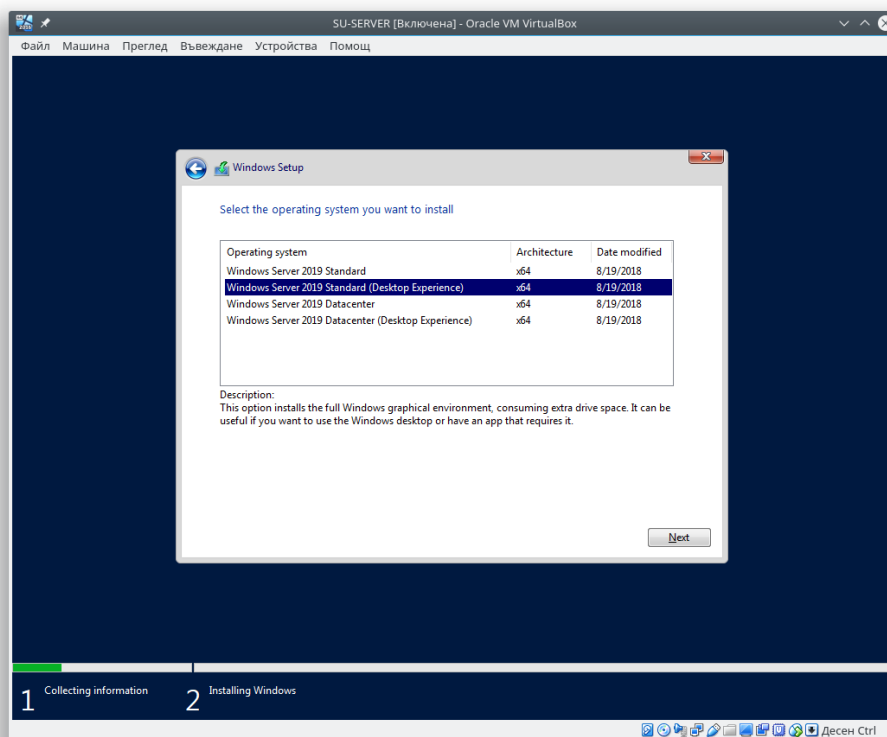 SU-SERVER [Включена] - Oracle VM VirtualBox
Файл Машина Преглед Въвеждане Устройства Помощ
Windows Setup
Select the operating system you want to install
Operating system Architecture Date modified
Windows Server 2019 Standard x64 8/19/2018
Windows Server 2019 Standard (Desktop Experience) x64 8/19/2018
Windows Server 2019 Datacenter x64 8/19/2018
Windows Server 2019 Datacenter (Desktop Experience) x64 8/19/2018
Description:
This option installs the full Windows graphical environment, consuming extra drive space. It can be
useful if you want to use the Windows desktop or have an app that requires it.
Next
1 Collecting information 2 Installing Windows
Десен Ctrl